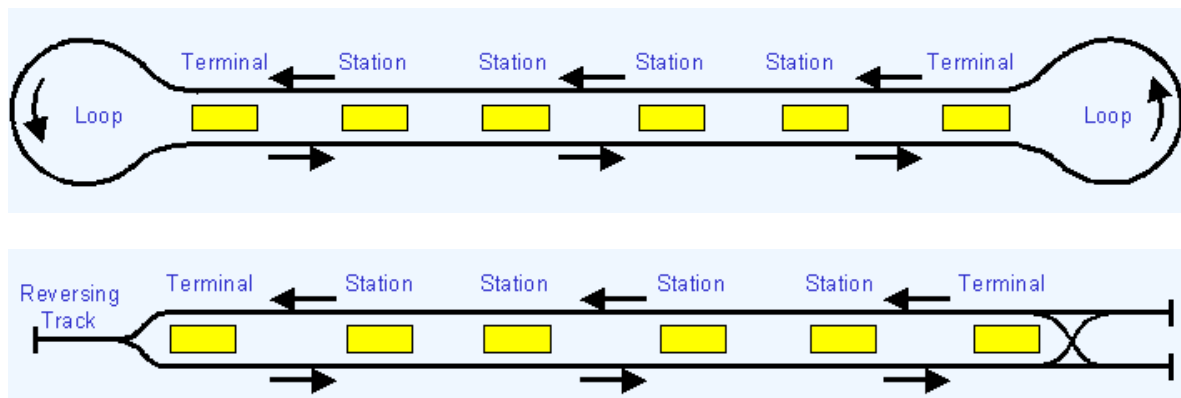 Terminal Station Station Station Station Terminal
Loop Loop
Terminal Station Station Station Station Terminal
Reversing
Track